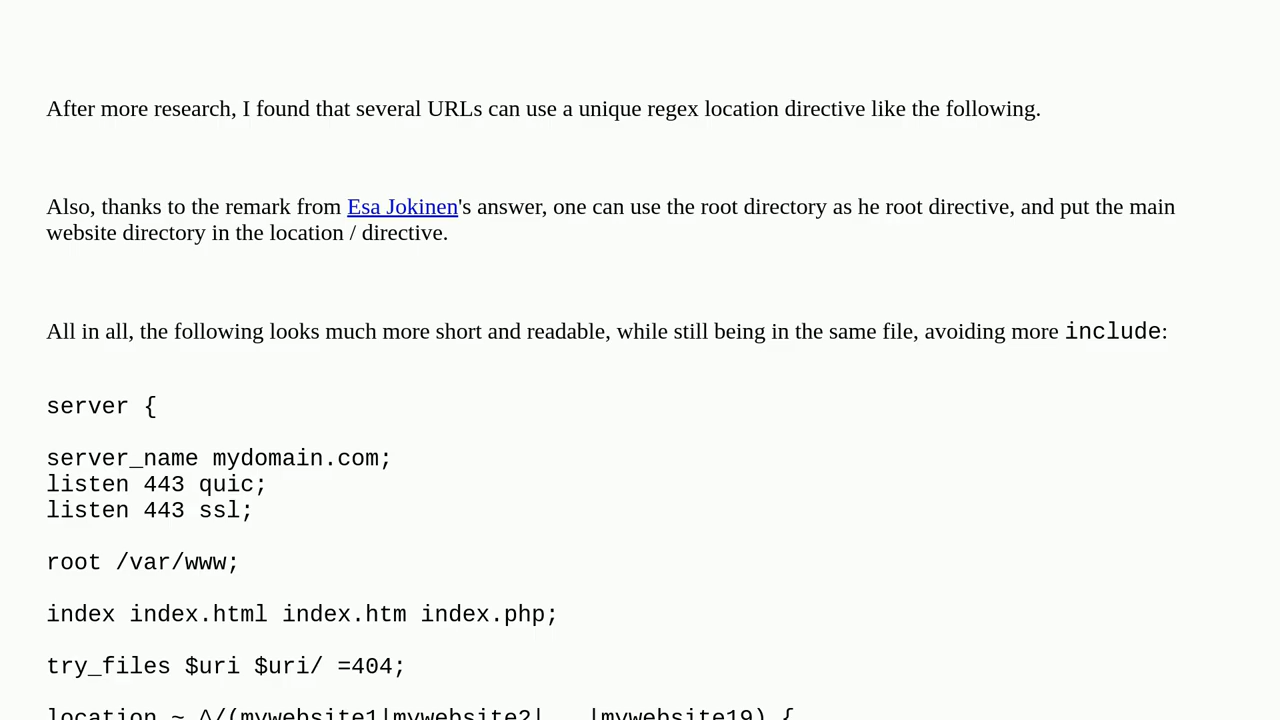 After more research, I found that several URLs can use a unique regex location directive like the following.
Also, thanks to the remark from Esa Jokinen's answer, one can use the root directory as he root directive, and put the main
website directory in the location / directive.
All in all, the following looks much more short and readable, while still being in the same file, avoiding more include:
server {
server_name mydomain.com;
listen 443 quic;
listen 443 ssl;
root /var/www;
index index.html index.htm index.php;
try_files $uri $uri/ =404;
location ~ ^/(mywebsite1|mywebsite2|...|mywebsite19) {